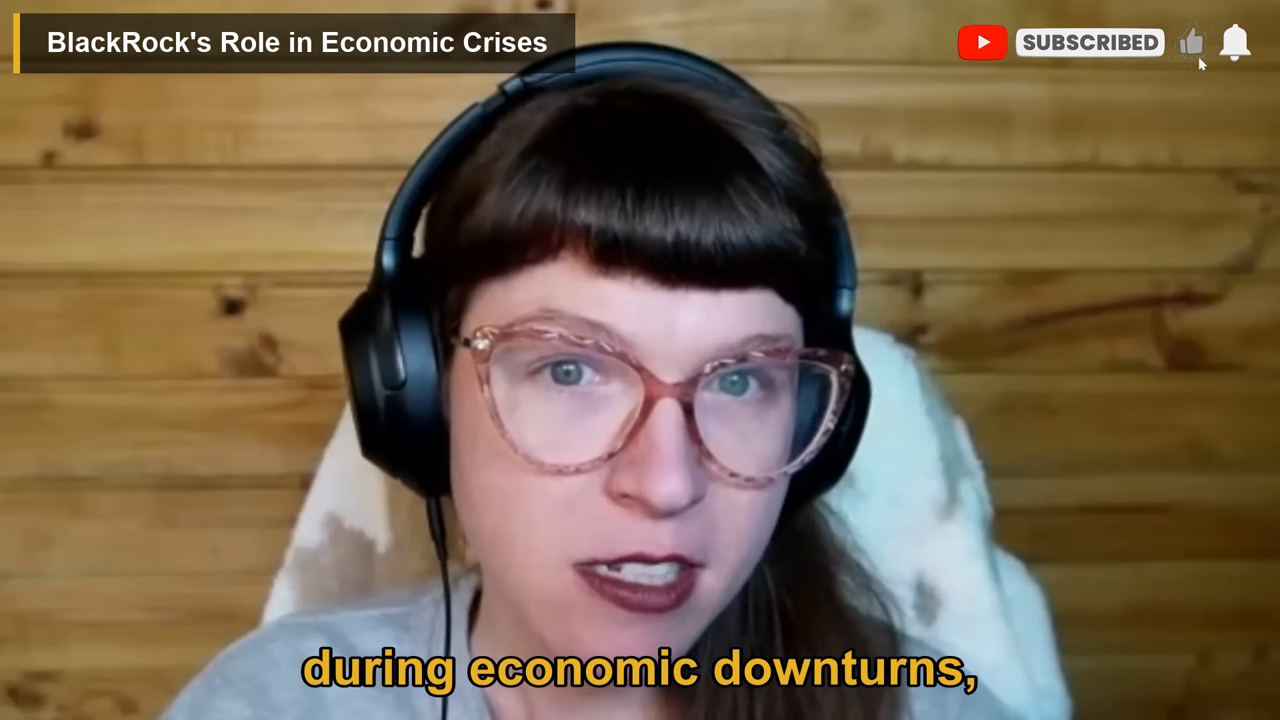 BlackRock's Role in Economic Crises
SUBSCRIBED
during economic downturns,